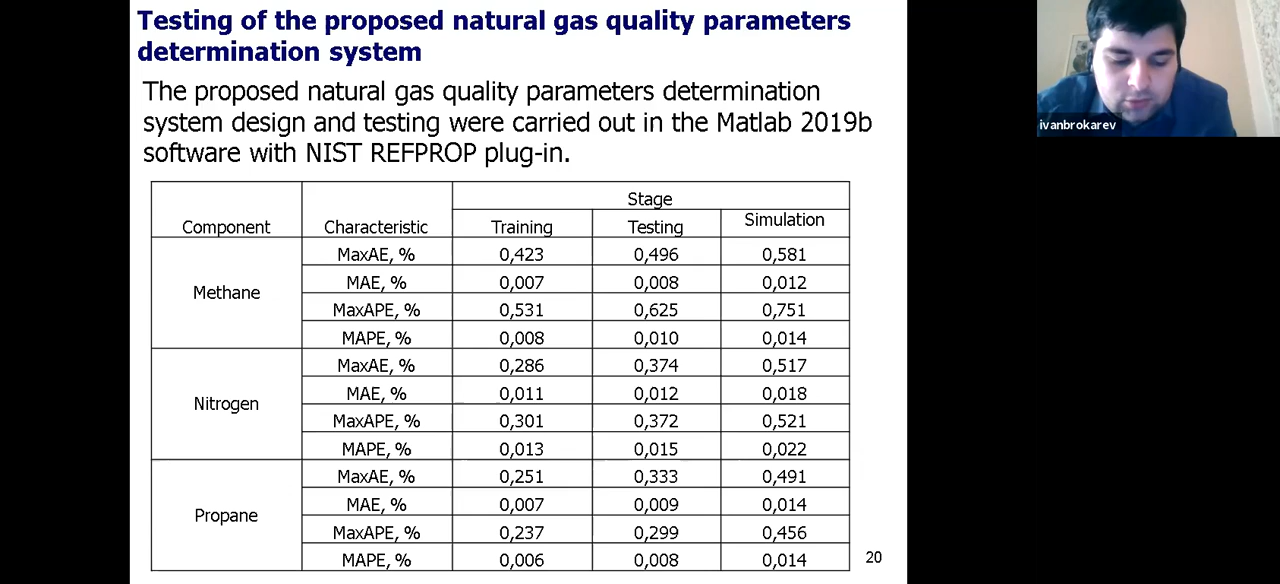 Testing of the proposed natural gas quality parameters
determination system
The proposed natural gas quality parameters determination
system design and testing were carried out in the Matlab 2019b
software with NIST REFPROP plug-in.
Component Characteristic Stage
Training Testing Simulation
Methane
MaxAE, % 0,423 0,496 0,581
MAE, % 0,007 0,008 0,012
MaxAPE, % 0,531 0,625 0,751
MAPE, % 0,008 0,010 0,014
Nitrogen
MaxAE, % 0,286 0,374 0,517
MAE, % 0,011 0,012 0,018
MaxAPE, % 0,301 0,372 0,521
MAPE, % 0,013 0,015 0,022
Propane
MaxAE, % 0,251 0,333 0,491
MAE, % 0,007 0,009 0,014
MaxAPE, % 0,237 0,299 0,456
MAPE, % 0,006 0,008 0,014
20
ivanbrokarev